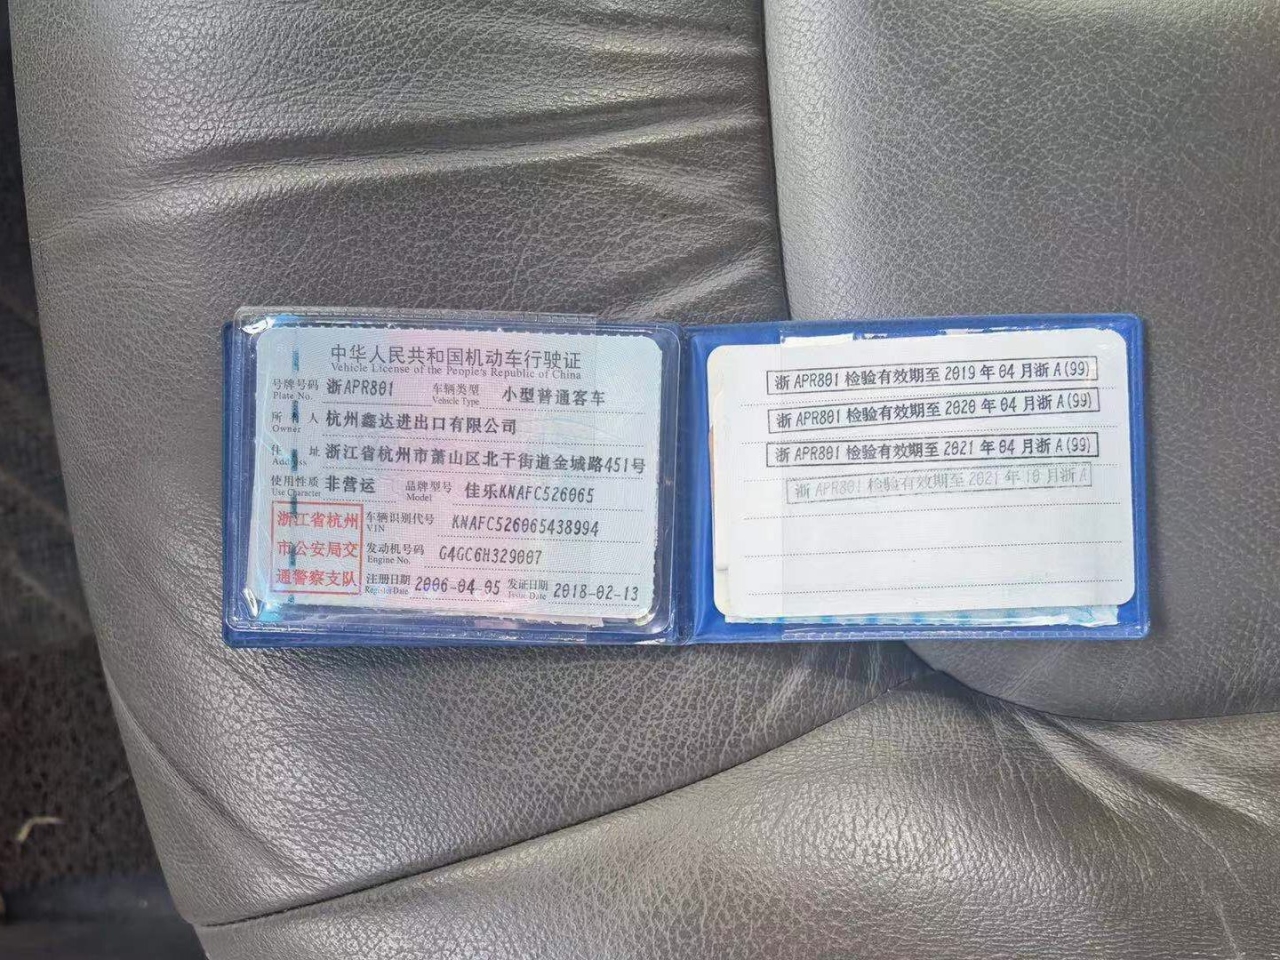 中华人民共和国机动车行驶证
Vehicle License of the People's Republic of China
号牌号码 浙APR801 车辆类型 小型普通客车
Plate No. Vehicle Type
所有人 杭州鑫达进出口有限公司
Owner
住址 浙江省杭州市萧山区北干街道金城路451号
Address
使用性质 非营运 品牌型号 佳乐KNAFC526065
Use Character Model
浙江省杭州
市公安局交
通警察支队
车辆识别代号 KNAFC526065438994
VIN
发动机号码 G4GC6H329007
Engine No.
注册日期 2006-04-05 发证日期 2018-02-13
Register Date Issue Date
浙APR801检验有效期至2019年04月浙A(99)
浙APR801检验有效期至2020年04月浙A(99)
浙APR801检验有效期至2021年04月浙A(99)
浙APR801检验有效期至2021年10月浙A